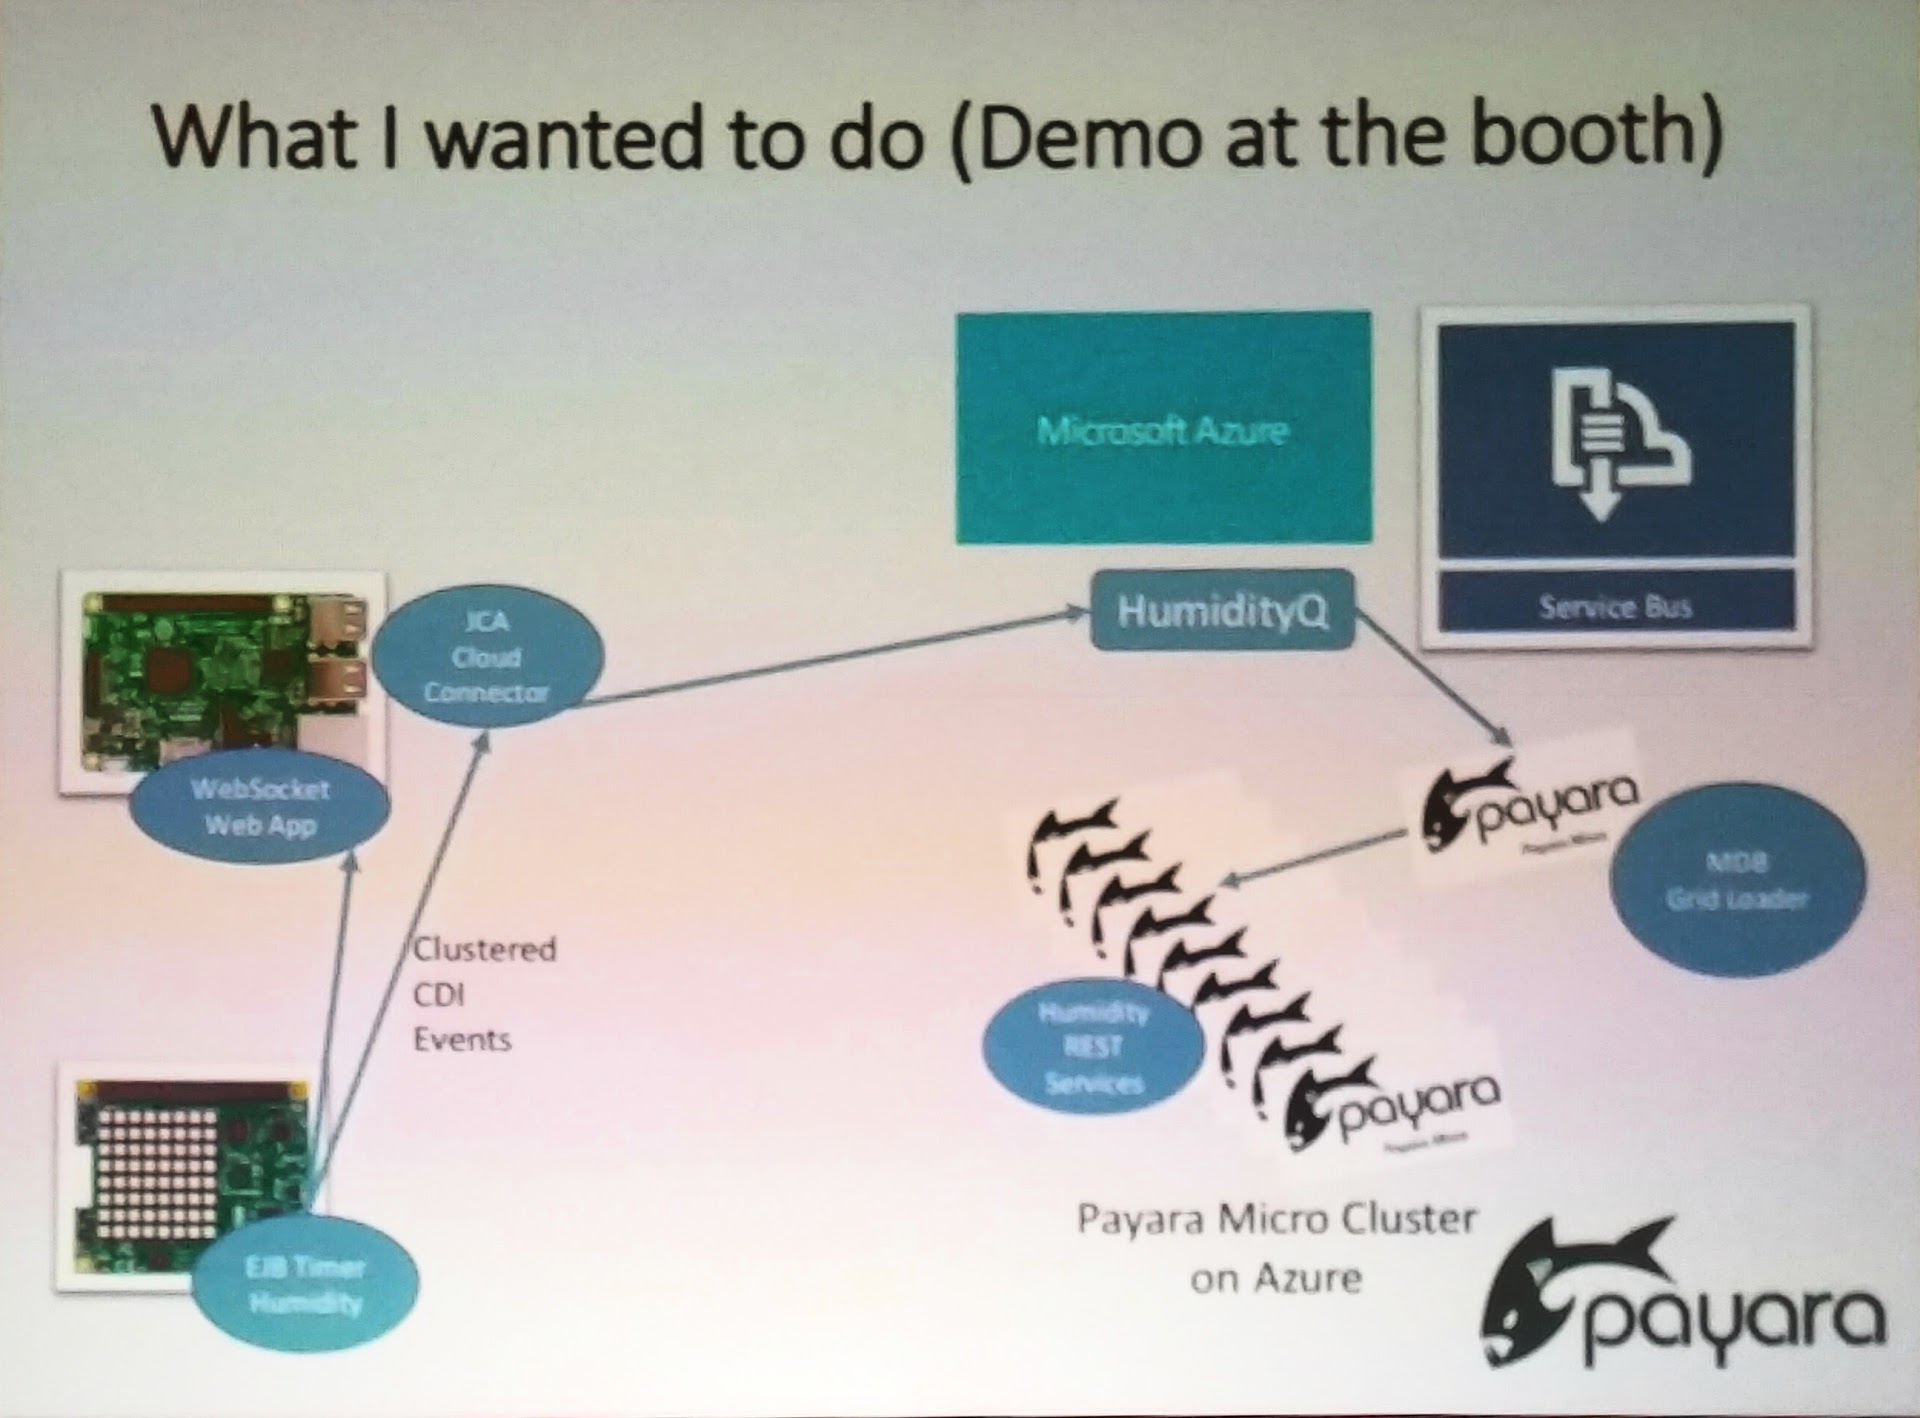 What I wanted to do (Demo at the booth)
Microsoft Azure
Service Bus
HumidityQ
JCA
Cloud
Connector
WebSocket
Web App
payara
Payara Micro
MDB
Grid Loader
Clustered
CDI
Events
Humidity
REST
Services
payara
Payara Micro
EJB Timer
Humidity
Payara Micro Cluster
on Azure
payara